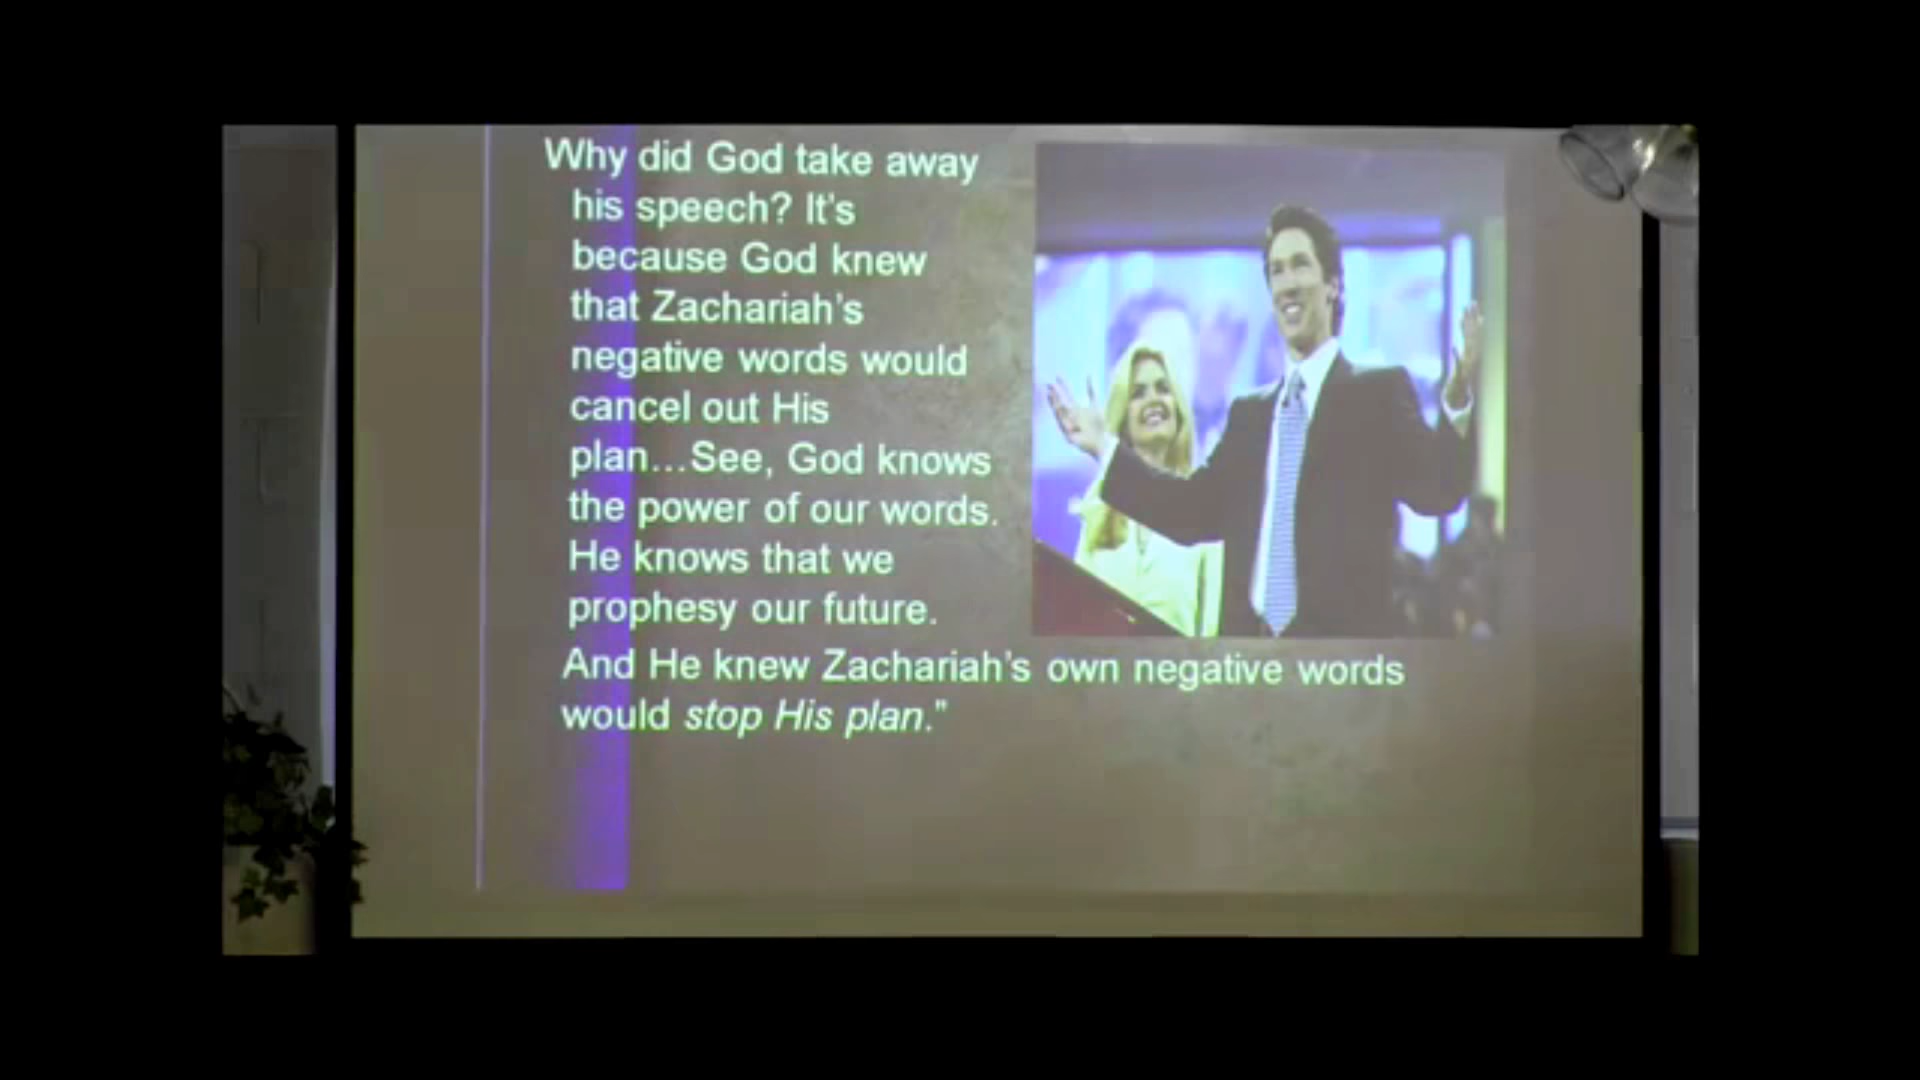 Why did God take away
his speech? It's
because God knew
that Zachariah's
negative words would
cancel out His
plan...See, God knows
the power of our words.
He knows that we
prophesy our future.
And He knew Zachariah's own negative words
would stop His plan."